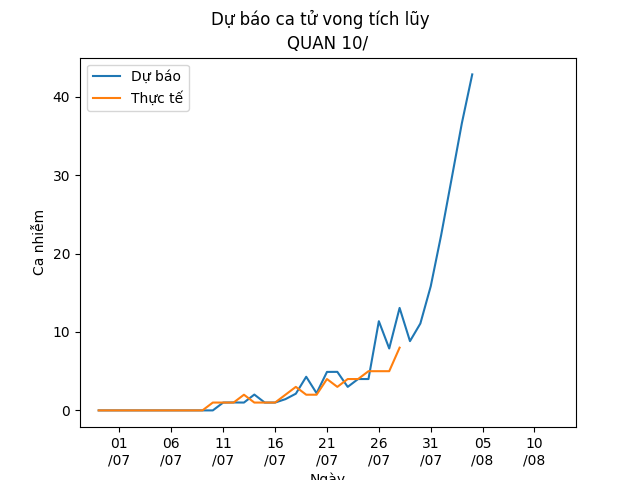 Dự báo ca tử vong tích lũy
QUAN 10/
Dự báo
Thực tế
Ca nhiễm
40
30
20
10
0
01 06 11 16 21 26 31 05 10
/07 /07 /07 /07 /07 /07 /07 /08 /08
Ngày